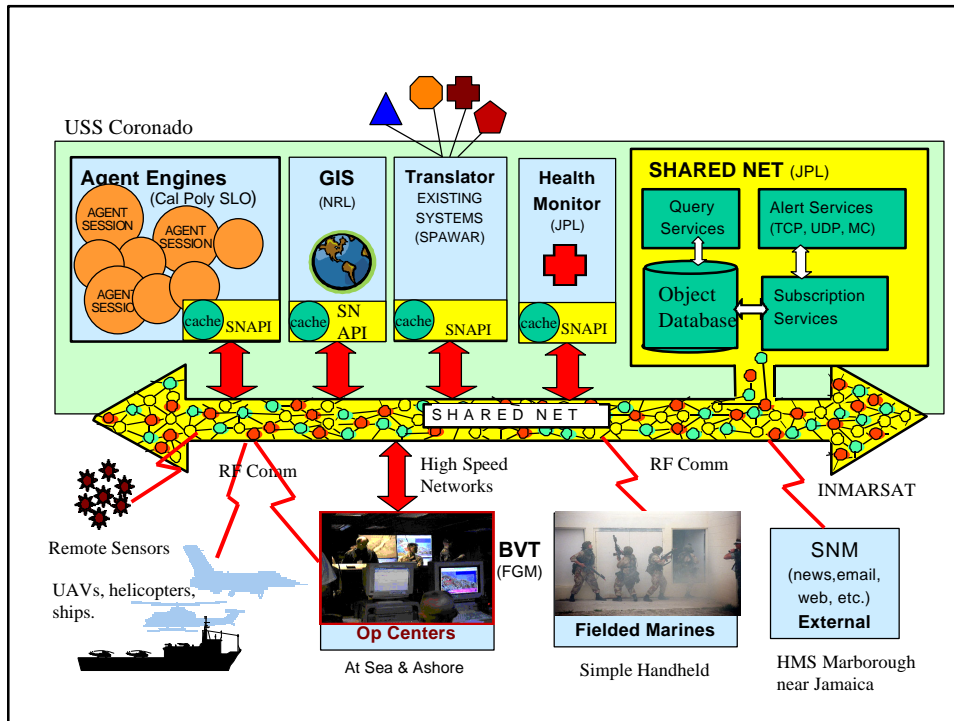 USS Coronado
Agent Engines
(Cal Poly SLO)
AGENT
SESSION
AGENT
SESSION
AGENT
SESSION
cache
SNAPI
GIS
(NRL)
cache
SN
API
Translator
EXISTING
SYSTEMS
(SPAWAR)
cache
SNAPI
Health
Monitor
(JPL)
cache
SNAPI
SHARED NET (JPL)
Query
Services
Alert Services
(TCP, UDP, MC)
Object
Database
Subscription
Services
SHARED NET
RF Comm
High Speed
Networks
RF Comm
INMARSAT
Remote Sensors
UAVs, helicopters,
ships.
BVT
(FGM)
Op Centers
At Sea & Ashore
Fielded Marines
Simple Handheld
SNM
(news,email,
web, etc.)
External
HMS Marborough
near Jamaica